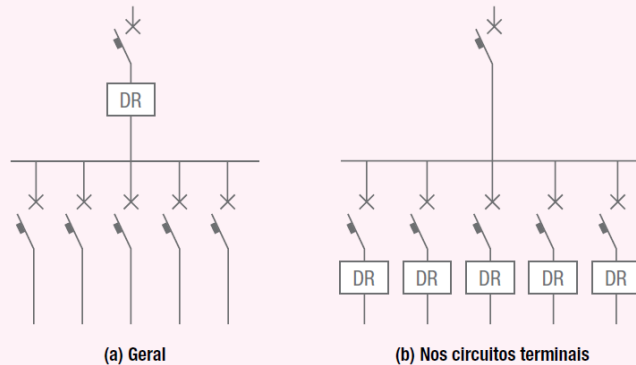 DR
DR DR DR DR DR
(a) Geral
(b) Nos circuitos terminais